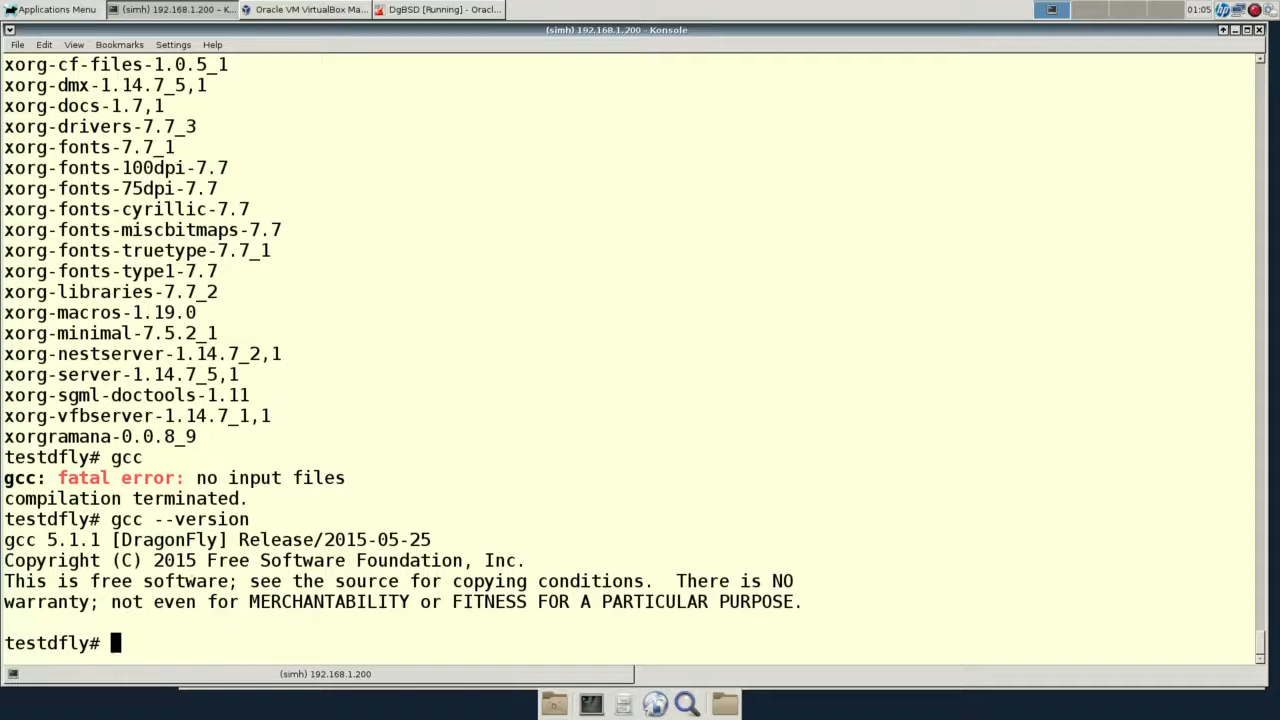 Applications Menu
(simh) 192.168.1.200 – K...
Oracle VM VirtualBox Ma...
DgBSD [Running] - Oracl...
01:05
(simh) 192.168.1.200 - Konsole
File Edit View Bookmarks Settings Help
xorg-cf-files-1.0.5_1
xorg-dmx-1.14.7_5,1
xorg-docs-1.7,1
xorg-drivers-7.7_3
xorg-fonts-7.7_1
xorg-fonts-100dpi-7.7
xorg-fonts-75dpi-7.7
xorg-fonts-cyrillic-7.7
xorg-fonts-miscbitmaps-7.7
xorg-fonts-truetype-7.7_1
xorg-fonts-type1-7.7
xorg-libraries-7.7_2
xorg-macros-1.19.0
xorg-minimal-7.5.2_1
xorg-nestserver-1.14.7_2,1
xorg-server-1.14.7_5,1
xorg-sgml-doctools-1.11
xorg-vfbserver-1.14.7_1,1
xorgramana-0.0.8_9
testdfly# gcc
gcc: fatal error: no input files
compilation terminated.
testdfly# gcc --version
gcc 5.1.1 [DragonFly] Release/2015-05-25
Copyright (C) 2015 Free Software Foundation, Inc.
This is free software; see the source for copying conditions.  There is NO
warranty; not even for MERCHANTABILITY or FITNESS FOR A PARTICULAR PURPOSE.
testdfly#
(simh) 192.168.1.200